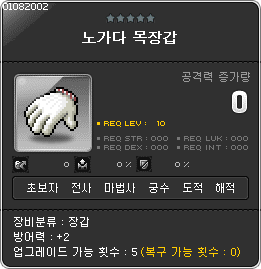 01082002
노가다 목장갑
공격력 증가량
0
• REQ LEV : 10
• REQ STR : 000 • REQ LUK : 000
• REQ DEX : 000 • REQ INT : 000
0 0 % 0 %
초보자 전사 마법사 궁수 도적 해적
장비분류 : 장갑
방어력 : +2
업그레이드 가능 횟수 : 5 (복구 가능 횟수 : 0)